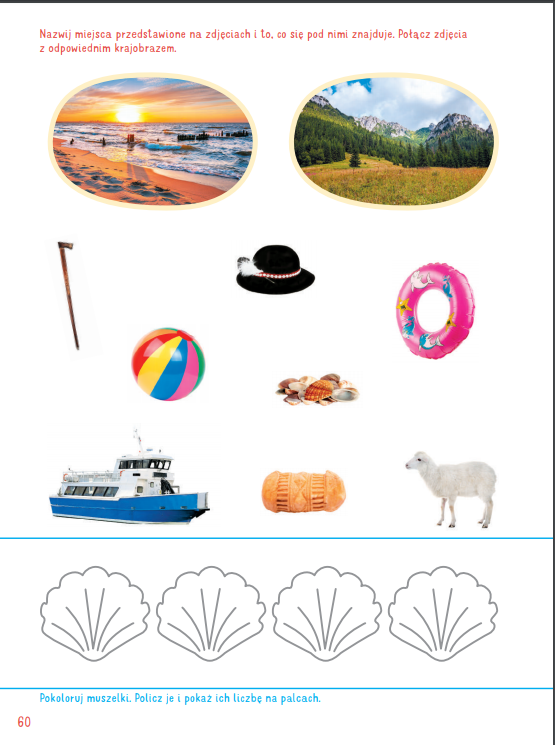 Nazwij miejsca przedstawione na zdjęciach i to, co się pod nimi znajduje. Połącz zdjęcia
z odpowiednim krajobrazem.
Pokoloruj muszelki. Policz je i pokaż ich liczbę na palcach.
60